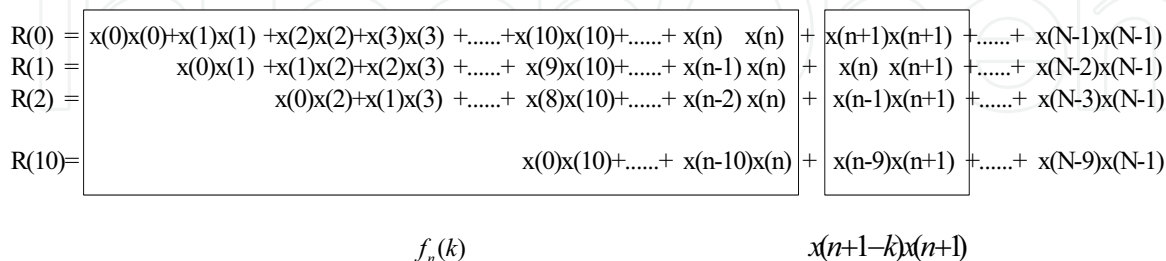 R(0) = x(0)x(0)+x(1)x(1) +x(2)x(2)+x(3)x(3) +......+x(10)x(10)+......+ x(n) x(n) + x(n+1)x(n+1) +......+ x(N-1)x(N-1)
R(1) = x(0)x(1) +x(1)x(2)+x(2)x(3) +......+ x(9)x(10)+......+ x(n-1) x(n) + x(n) x(n+1) +......+ x(N-2)x(N-1)
R(2) = x(0)x(2)+x(1)x(3) +......+ x(8)x(10)+......+ x(n-2) x(n) + x(n-1)x(n+1) +......+ x(N-3)x(N-1)
R(10)= x(0)x(10)+......+ x(n-10)x(n) + x(n-9)x(n+1) +......+ x(N-9)x(N-1)
fₙ(k) x(n+1−k)x(n+1)